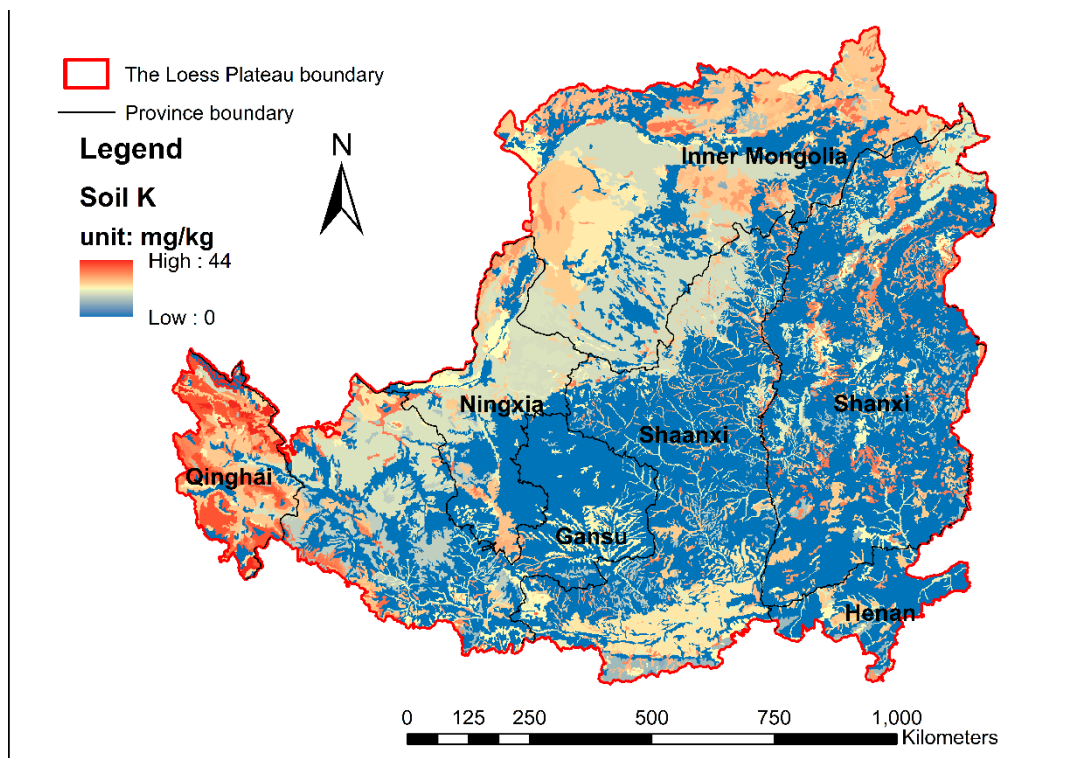 The Loess Plateau boundary
Province boundary
Legend
Soil K
unit: mg/kg
High : 44
Low : 0
N
Inner Mongolia
Ningxia
Shaanxi
Shanxi
Qinghai
Gansu
Henan
0 125 250 500 750 1,000
Kilometers